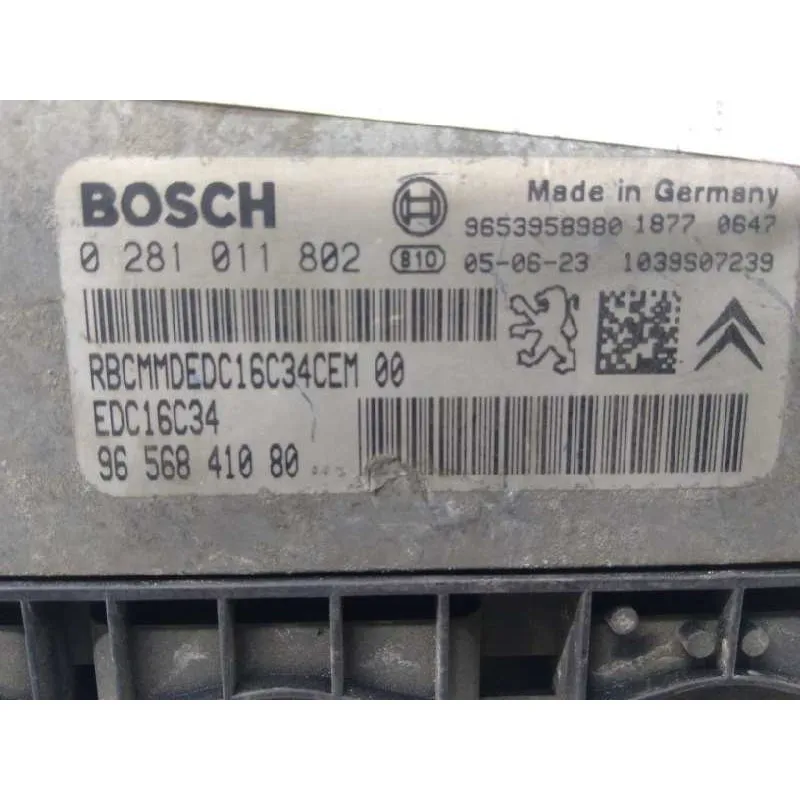 BOSCH
Made in Germany
9653958980 1877 0647
0 281 011 802 810 05-06-23 1039S07239
RBCMMDEDC16C34CEM 00
EDC16C34
96 568 410 80